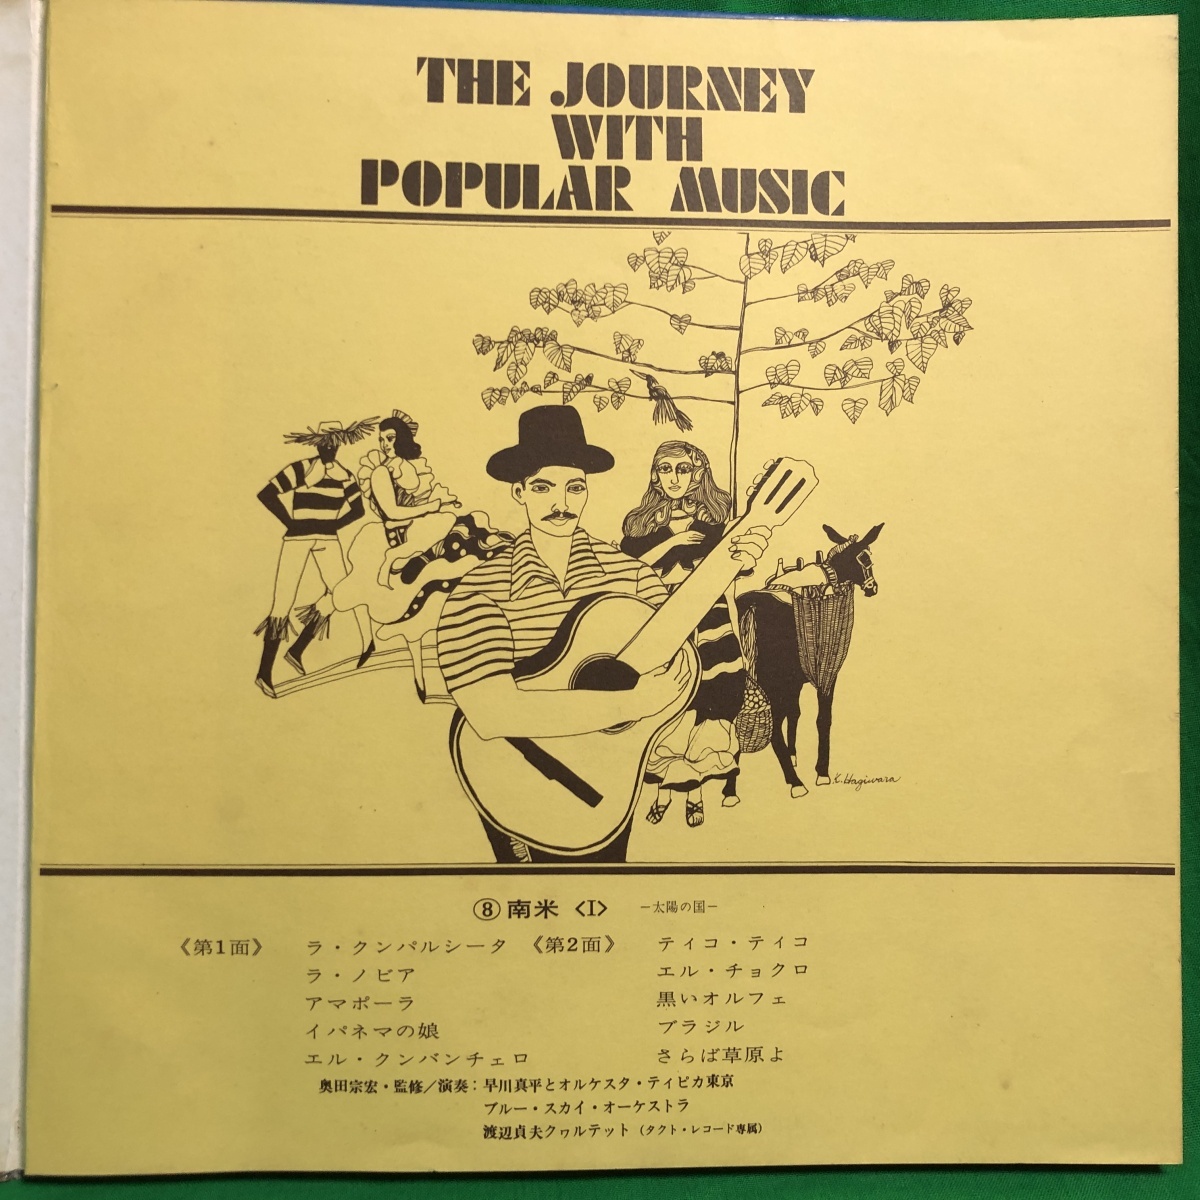 THE JOURNEY
WITH
POPULAR MUSIC
K. Hagiwara
⑧南米〈I〉 −太陽の国−
《第1面》
ラ・クンパルシータ
ラ・ノビア
アマポーラ
イパネマの娘
エル・クンバンチェロ
《第2面》
ティコ・ティコ
エル・チョクロ
黒いオルフェ
ブラジル
さらば草原よ
奥田宗宏・監修／演奏：早川真平とオルケスタ・ティピカ東京
ブルー・スカイ・オーケストラ
渡辺貞夫クヮルテット（タクト・レコード専属）